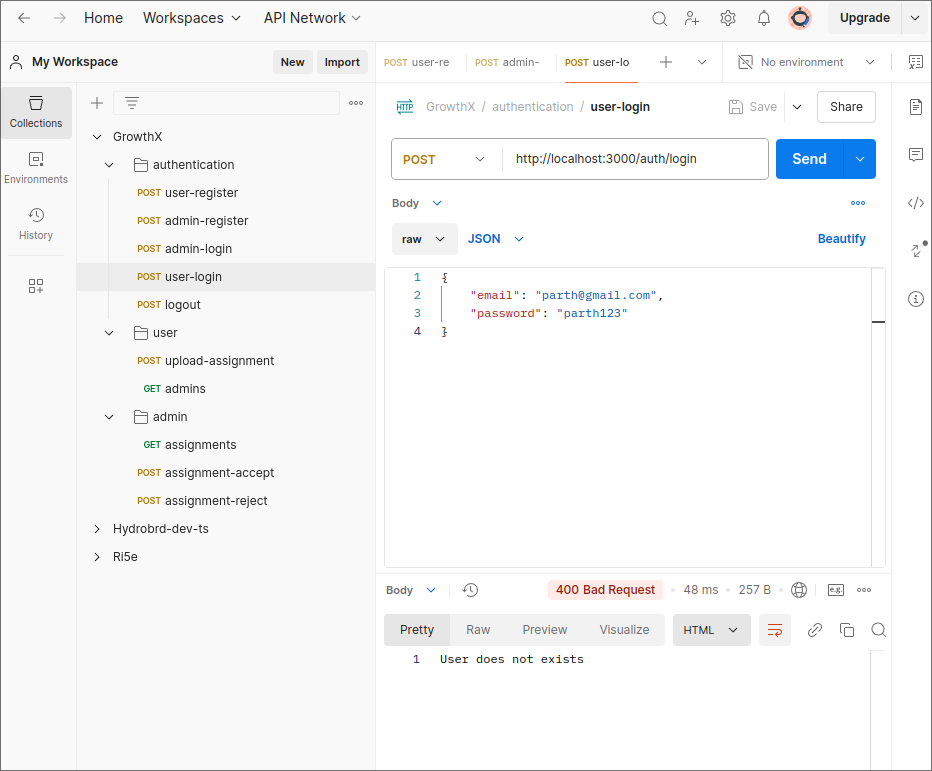 Home Workspaces API Network Upgrade
My Workspace New Import
POST user-re POST admin- POST user-lo No environment
Collections
Environments
History
GrowthX
authentication
POST user-register
POST admin-register
POST admin-login
POST user-login
POST logout
user
POST upload-assignment
GET admins
admin
GET assignments
POST assignment-accept
POST assignment-reject
Hydrobrd-dev-ts
Ri5e
HTTP GrowthX / authentication / user-login Save Share
POST http://localhost:3000/auth/login Send
Body
raw JSON Beautify
1 {
2 "email": "parth@gmail.com",
3 "password": "parth123"
4 }
Body 400 Bad Request 48 ms 257 B e.g.
Pretty Raw Preview Visualize HTML
1 User does not exists